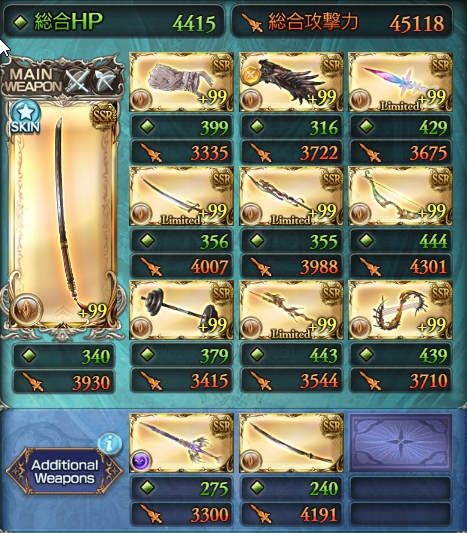 総合HP 4415 総合攻撃力 45118
MAIN WEAPON
SKIN
SSR +99
340
3930
SSR +99 SSR +99 SSR Limited +99
399 316 429
3335 3722 3675
SSR Limited +99 SSR Limited +99 SSR +99
356 355 444
4007 3988 4301
SSR +99 SSR Limited +99 SSR +99
379 443 439
3415 3544 3710
Additional Weapons
i
SSR SSR
275 240
3300 4191